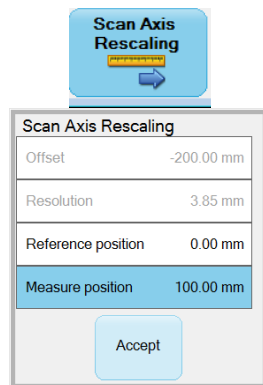 Scan Axis
Rescaling
Scan Axis Rescaling
Offset -200.00 mm
Resolution 3.85 mm
Reference position 0.00 mm
Measure position 100.00 mm
Accept